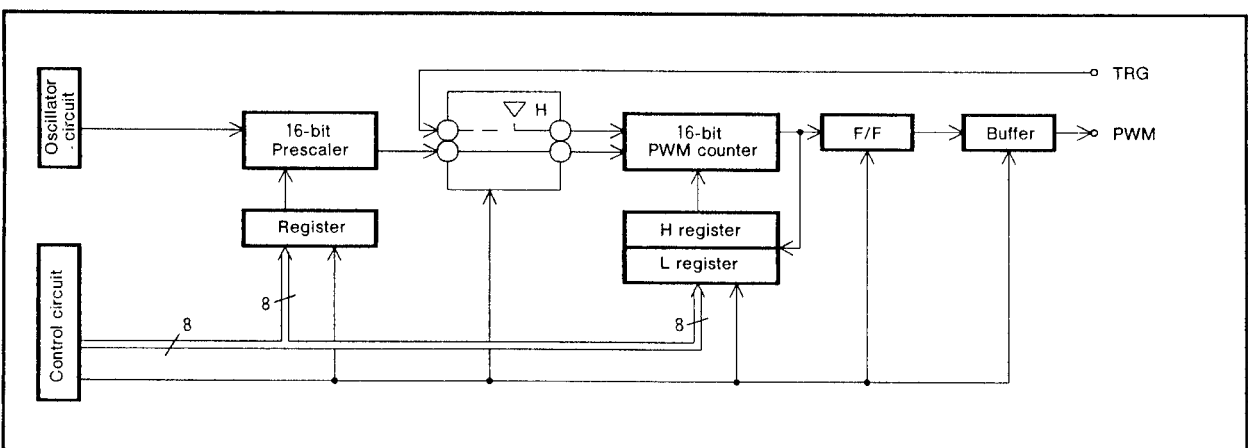 TRG
Oscillator
circuit
H
16-bit
Prescaler
16-bit
PWM counter
F/F
Buffer
PWM
Register
H register
L register
Control circuit
8
8
8